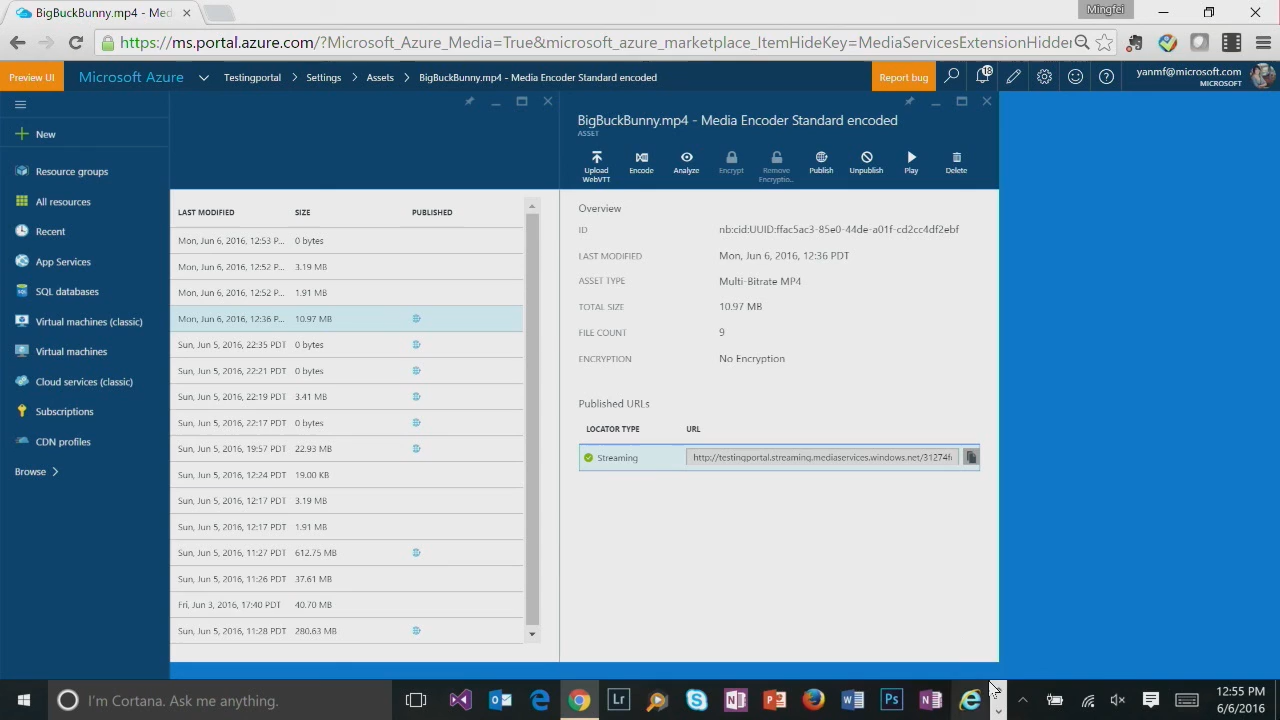 BigBuckBunny.mp4 - Med
Mingfei
https://ms.portal.azure.com/?Microsoft_Azure_Media=True&microsoft_azure_marketplace_ItemHideKey=MediaServicesExtensionHidden
Preview UI
Microsoft Azure
Testingportal
Settings
Assets
BigBuckBunny.mp4 - Media Encoder Standard encoded
Report bug
18
yanmf@microsoft.com
MICROSOFT
New
Resource groups
All resources
Recent
App Services
SQL databases
Virtual machines (classic)
Virtual machines
Cloud services (classic)
Subscriptions
CDN profiles
Browse
LAST MODIFIED SIZE PUBLISHED
Mon, Jun 6, 2016, 12:53 P... 0 bytes
Mon, Jun 6, 2016, 12:52 P... 3.19 MB
Mon, Jun 6, 2016, 12:52 P... 1.91 MB
Mon, Jun 6, 2016, 12:36 P... 10.97 MB
Sun, Jun 5, 2016, 22:35 PDT 0 bytes
Sun, Jun 5, 2016, 22:21 PDT 0 bytes
Sun, Jun 5, 2016, 22:19 PDT 3.41 MB
Sun, Jun 5, 2016, 22:17 PDT 0 bytes
Sun, Jun 5, 2016, 19:57 PDT 22.93 MB
Sun, Jun 5, 2016, 12:24 PDT 19.00 KB
Sun, Jun 5, 2016, 12:17 PDT 3.19 MB
Sun, Jun 5, 2016, 12:17 PDT 1.91 MB
Sun, Jun 5, 2016, 11:27 PDT 612.75 MB
Sun, Jun 5, 2016, 11:26 PDT 37.61 MB
Fri, Jun 3, 2016, 17:40 PDT 40.70 MB
Sun, Jun 5, 2016, 11:28 PDT 280.63 MB
BigBuckBunny.mp4 - Media Encoder Standard encoded
ASSET
Upload WebVTT
Encode
Analyze
Encrypt
Remove Encryptio...
Publish
Unpublish
Play
Delete
Overview
ID nb:cid:UUID:ffac5ac3-85e0-44de-a01f-cd2cc4df2ebf
LAST MODIFIED Mon, Jun 6, 2016, 12:36 PDT
ASSET TYPE Multi-Bitrate MP4
TOTAL SIZE 10.97 MB
FILE COUNT 9
ENCRYPTION No Encryption
Published URLs
LOCATOR TYPE URL
Streaming http://testingportal.streaming.mediaservices.windows.net/31274f
I'm Cortana. Ask me anything.
12:55 PM
6/6/2016